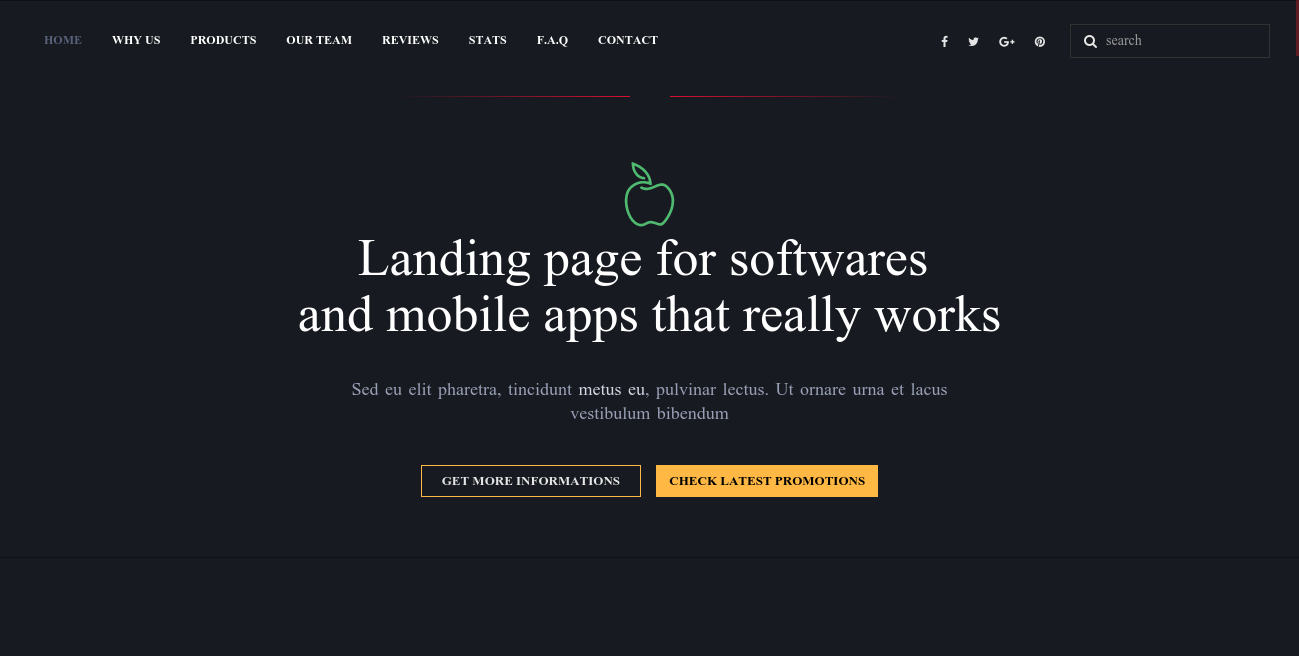 HOME WHY US PRODUCTS OUR TEAM REVIEWS STATS F.A.Q CONTACT search
Landing page for softwares
and mobile apps that really works
Sed eu elit pharetra, tincidunt metus eu, pulvinar lectus. Ut ornare urna et lacus
vestibulum bibendum
GET MORE INFORMATIONS CHECK LATEST PROMOTIONS